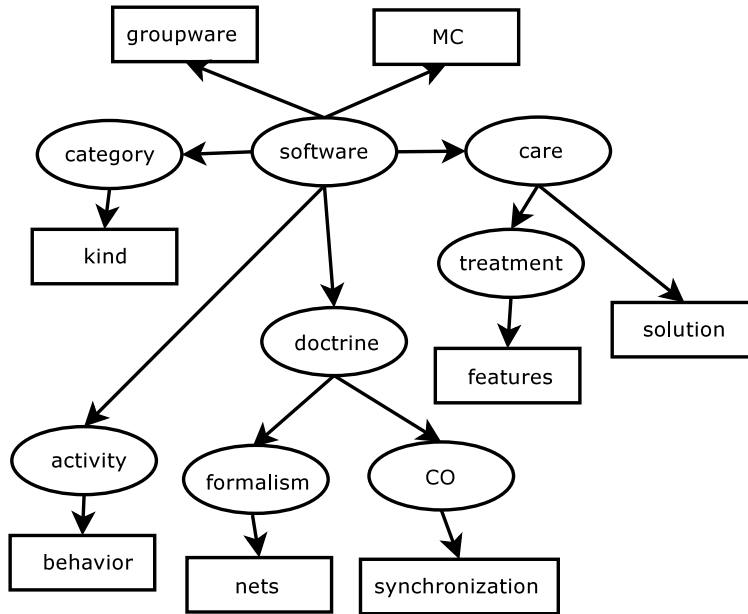 groupware
MC
category
software
care
kind
treatment
solution
doctrine
features
activity
formalism
CO
behavior
nets
synchronization